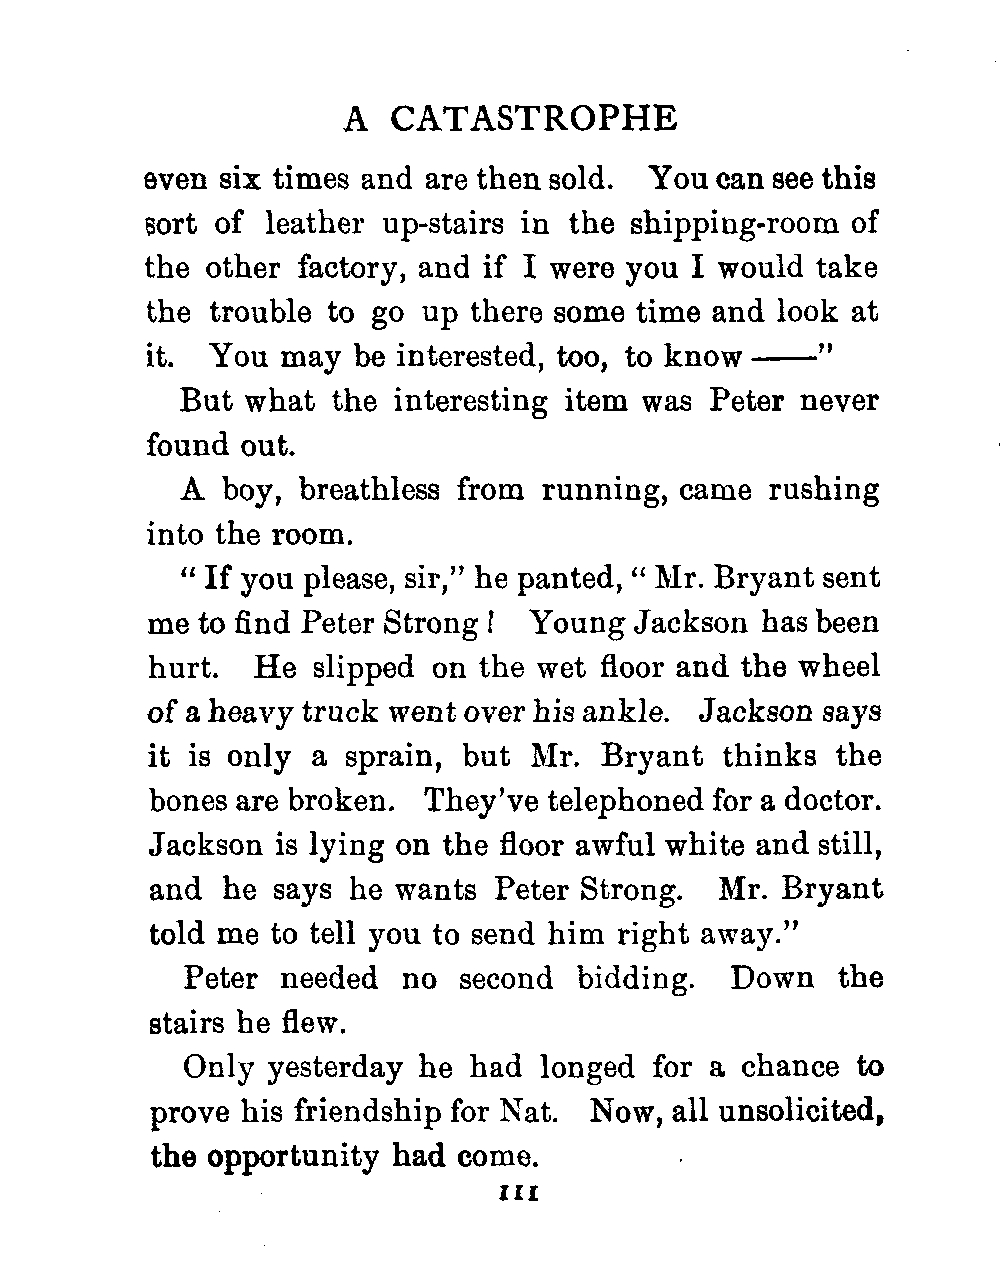 A CATASTROPHE
even six times and are then sold. You can see this
sort of leather up-stairs in the shipping-room of
the other factory, and if I were you I would take
the trouble to go up there some time and look at
it. You may be interested, too, to know ——"
But what the interesting item was Peter never
found out.
A boy, breathless from running, came rushing
into the room.
"If you please, sir," he panted, "Mr. Bryant sent
me to find Peter Strong! Young Jackson has been
hurt. He slipped on the wet floor and the wheel
of a heavy truck went over his ankle. Jackson says
it is only a sprain, but Mr. Bryant thinks the
bones are broken. They've telephoned for a doctor.
Jackson is lying on the floor awful white and still,
and he says he wants Peter Strong. Mr. Bryant
told me to tell you to send him right away."
Peter needed no second bidding. Down the
stairs he flew.
Only yesterday he had longed for a chance to
prove his friendship for Nat. Now, all unsolicited,
the opportunity had come.
111